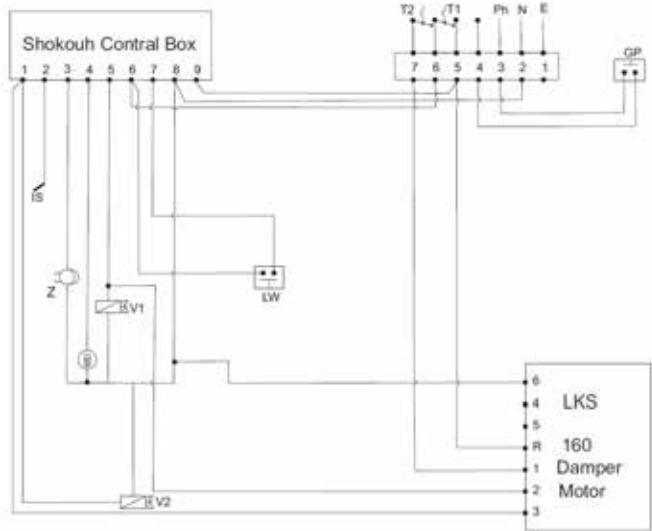 T2 T1 Ph N E
Shokouh Contral Box
GP
1 2 3 4 5 6 7 8 9
7 6 5 4 3 2 1
IS
Z
LW
V1
6
4 LKS
5
R 160
1 Damper
2 Motor
V2
3